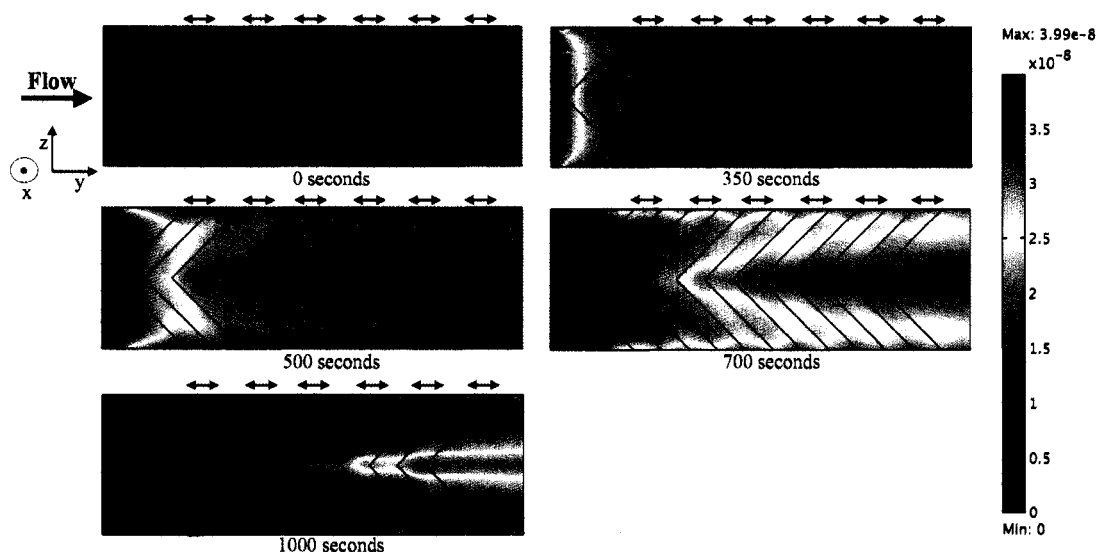 Flow
z
x
y
0 seconds
350 seconds
500 seconds
700 seconds
1000 seconds
Max: 3.99e-8
×10⁻⁸
3.5
3
2.5
2
1.5
1
0.5
0
Min: 0